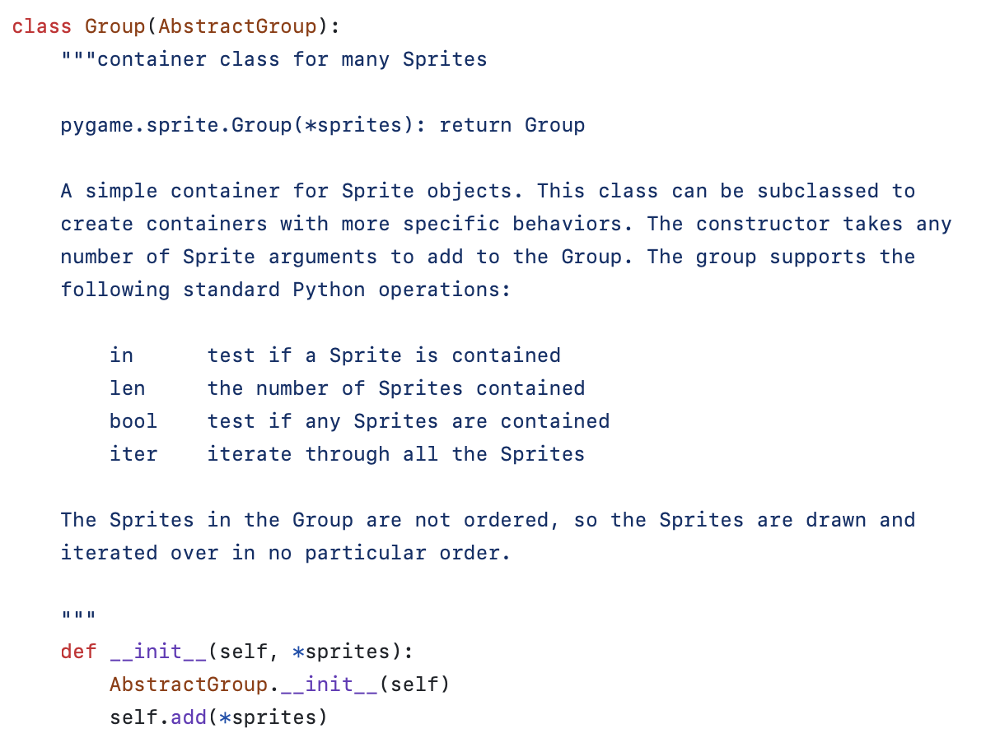 class Group(AbstractGroup):
    """container class for many Sprites

    pygame.sprite.Group(*sprites): return Group

    A simple container for Sprite objects. This class can be subclassed to
    create containers with more specific behaviors. The constructor takes any
    number of Sprite arguments to add to the Group. The group supports the
    following standard Python operations:

        in      test if a Sprite is contained
        len     the number of Sprites contained
        bool    test if any Sprites are contained
        iter    iterate through all the Sprites

    The Sprites in the Group are not ordered, so the Sprites are drawn and
    iterated over in no particular order.

    """
    def __init__(self, *sprites):
        AbstractGroup.__init__(self)
        self.add(*sprites)